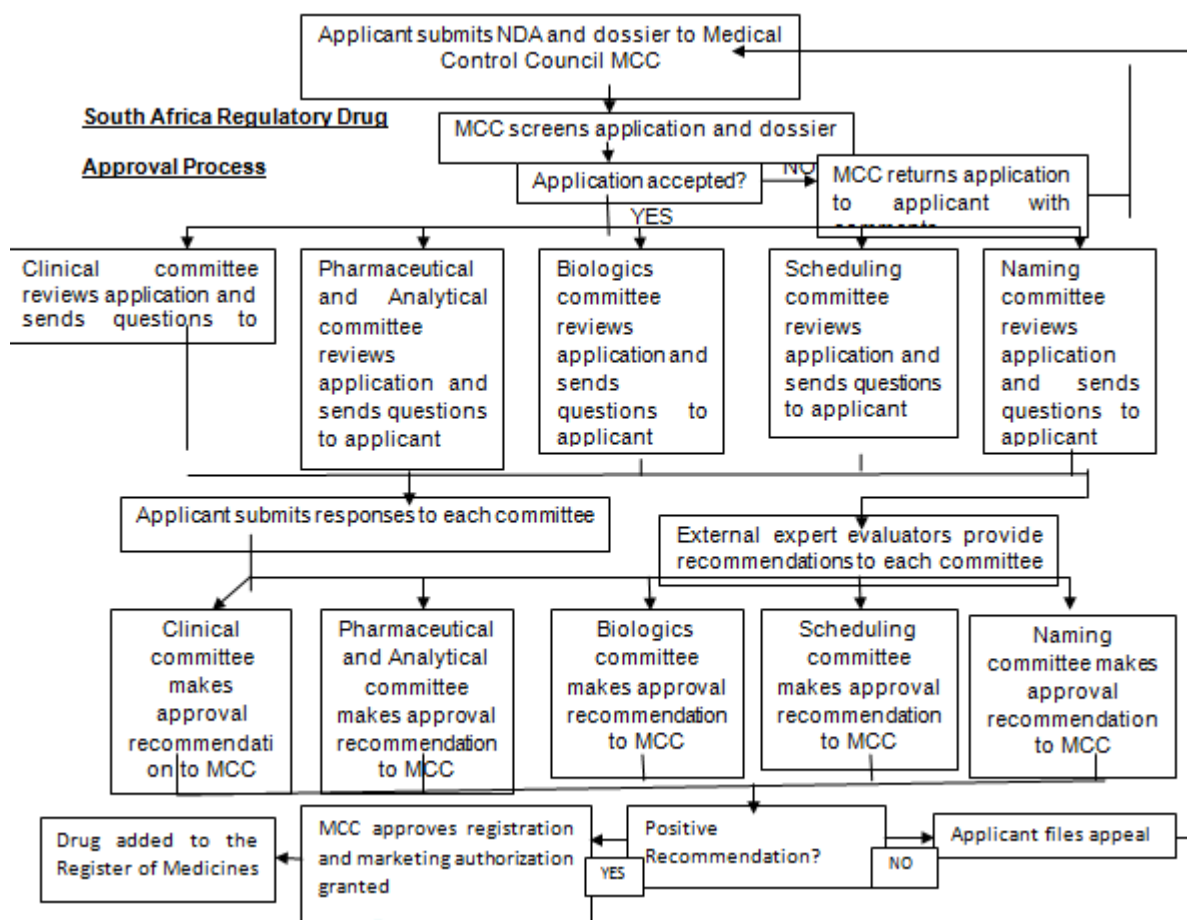 Applicant submits NDA and dossier to Medical
Control Council MCC
South Africa Regulatory Drug
Approval Process
MCC screens application and dossier
Application accepted?
NO
MCC returns application
to applicant with
YES
Clinical committee
reviews application and
sends questions to
Pharmaceutical
and Analytical
committee
reviews
application and
sends questions
to applicant
Biologics
committee
reviews
application and
sends
questions to
applicant
Scheduling
committee
reviews
application and
sends questions
to applicant
Naming
committee
reviews
application
and sends
questions to
applicant
Applicant submits responses to each committee
External expert evaluators provide
recommendations to each committee
Clinical
committee
makes
approval
recommendati
on to MCC
Pharmaceutical
and Analytical
committee
makes approval
recommendation
to MCC
Biologics
committee
makes approval
recommendation
to MCC
Scheduling
committee
makes approval
recommendation
to MCC
Naming
committee makes
approval
recommendation
to MCC
Drug added to the
Register of Medicines
MCC approves registration
and marketing authorization
granted
YES
Positive
Recommendation?
NO
Applicant files appeal